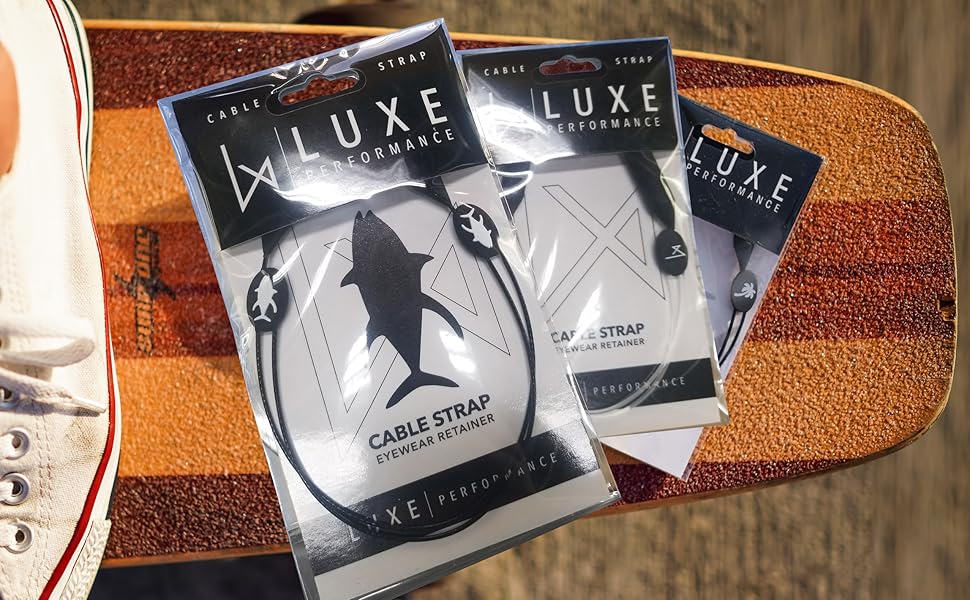 CABLE STRAP
LUXE
PERFORMANCE
CABLE STRAP
EYEWEAR RETAINER
LUXE PERFORMANCE
CABLE STRAP
LUXE
PERFORMANCE
CABLE STRAP
EYEWEAR RETAINER
PERFORMANCE
LUXE
PERFORMANCE